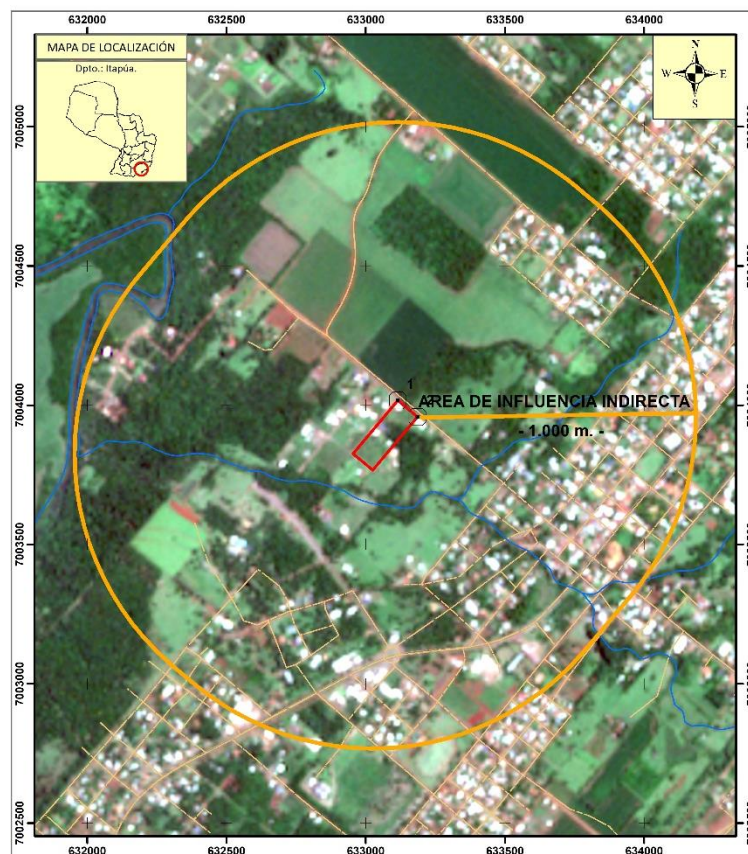 632000 632500 633000 633500 634000
MAPA DE LOCALIZACIÓN
Dpto.: Itapúa.
N
W E
S
7005000
7004500
1
7004000
AREA DE INFLUENCIA INDIRECTA
2
- 1.000 m. -
7003500
7003000
7002500
632000 632500 633000 633500 634000